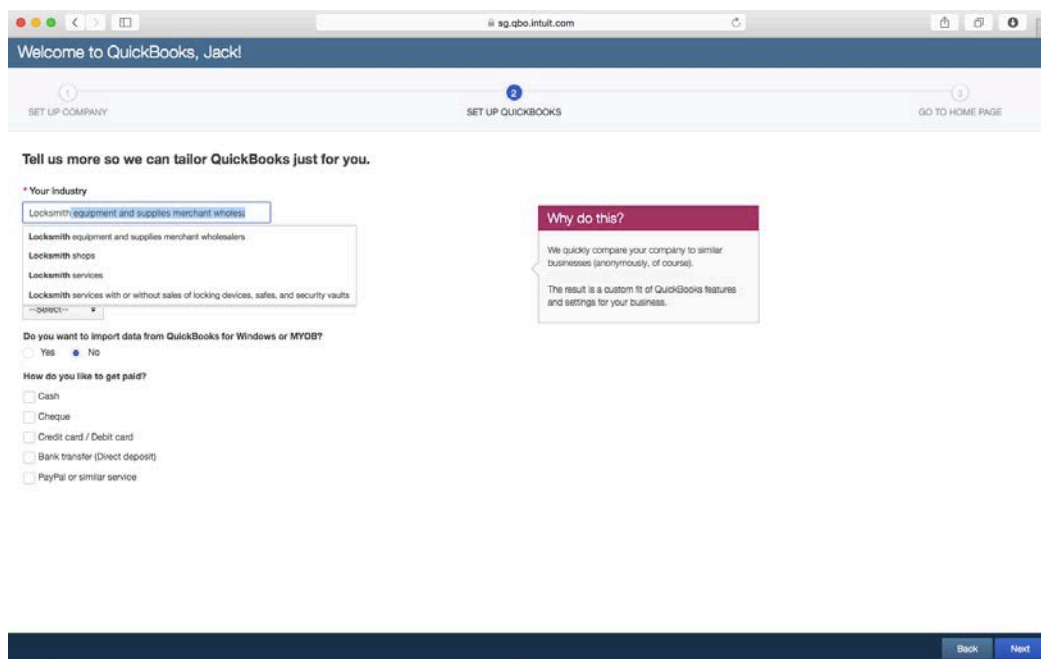 sg.qbo.intuit.com
Welcome to QuickBooks, Jack!
1
2
3
SET UP COMPANY
SET UP QUICKBOOKS
GO TO HOME PAGE
Tell us more so we can tailor QuickBooks just for you.
* Your industry
Locksmith equipment and supplies merchant wholesa
Locksmith equipment and supplies merchant wholesalers
Locksmith shops
Locksmith services
Locksmith services with or without sales of locking devices, safes, and security vaults
--Select--
Why do this?
We quickly compare your company to similar
businesses (anonymously, of course).
The result is a custom fit of QuickBooks features
and settings for your business.
Do you want to import data from QuickBooks for Windows or MYOB?
Yes No
How do you like to get paid?
Cash
Cheque
Credit card / Debit card
Bank transfer (Direct deposit)
PayPal or similar service
Back Next